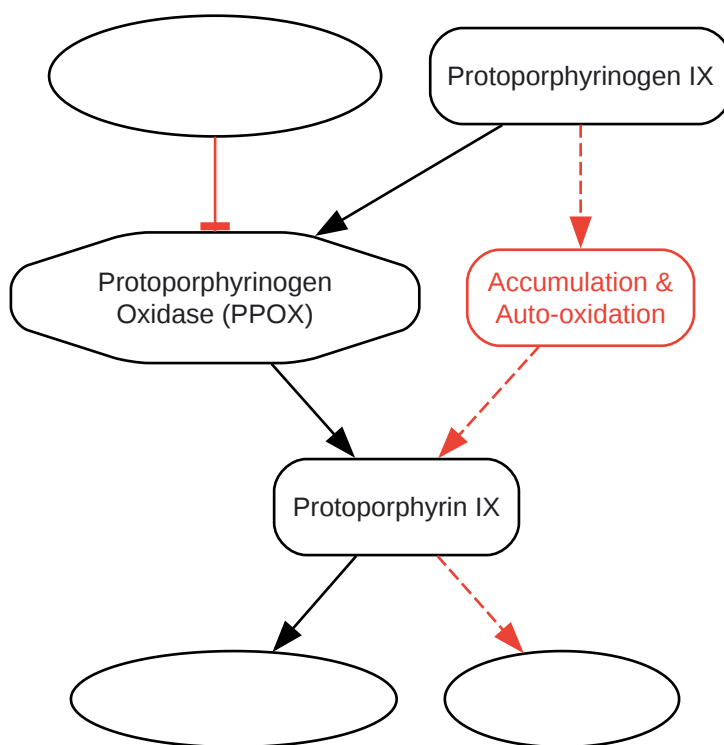 Protoporphyrinogen IX
Protoporphyrinogen
Oxidase (PPOX)
Accumulation &
Auto-oxidation
Protoporphyrin IX